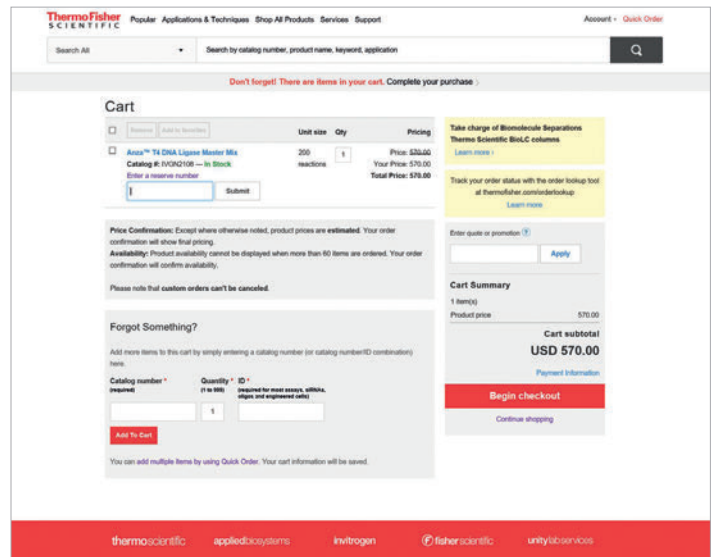 ThermoFisher
SCIENTIFIC
Popular Applications & Techniques Shop All Products Services Support
Account Quick Order
Search All
Search by catalog number, product name, keyword, application
Don't forget! There are items in your cart. Complete your purchase
Cart
Remove Add to favorites
Unit size Qty Pricing
Anza™ T4 DNA Ligase Master Mix
Catalog #: IVGN2108 — In Stock
Enter a reserve number
Submit
200
reactions
1
Price: 570.00
Your Price: 570.00
Total Price: 570.00
Price Confirmation: Except where otherwise noted, product prices are estimated. Your order
confirmation will show final pricing.
Availability: Product availability cannot be displayed when more than 60 items are ordered. Your order
confirmation will confirm availability.
Please note that custom orders can't be canceled.
Forgot Something?
Add more items to this cart by simply entering a catalog number (or catalog number/ID combination)
here.
Catalog number *
(required)
Quantity *
(1 to 999)
1
ID *
(required for most assays, siRNAs,
oligos and engineered cells)
Add To Cart
You can add multiple items by using Quick Order. Your cart information will be saved.
Take charge of Biomolecule Separations
Thermo Scientific BioLC columns
Learn more ›
Track your order status with the order lookup tool
at thermofisher.com/orderlookup
Learn more
Enter quote or promotion ?
Apply
Cart Summary
1 item(s)
Product price 570.00
Cart subtotal
USD 570.00
Payment Information
Begin checkout
Continue shopping
thermoscientific appliedbiosystems invitrogen fisherscientific unitylabservices